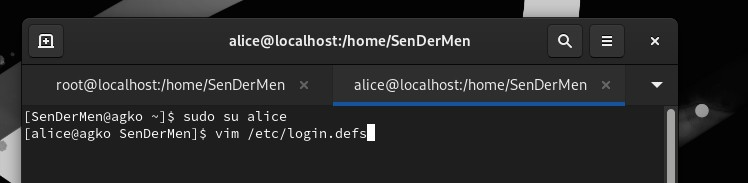 alice@localhost:/home/SenDerMen
root@localhost:/home/SenDerMen
alice@localhost:/home/SenDerMen
[SenDerMen@agko ~]$ sudo su alice
[alice@agko SenDerMen]$ vim /etc/login.defs